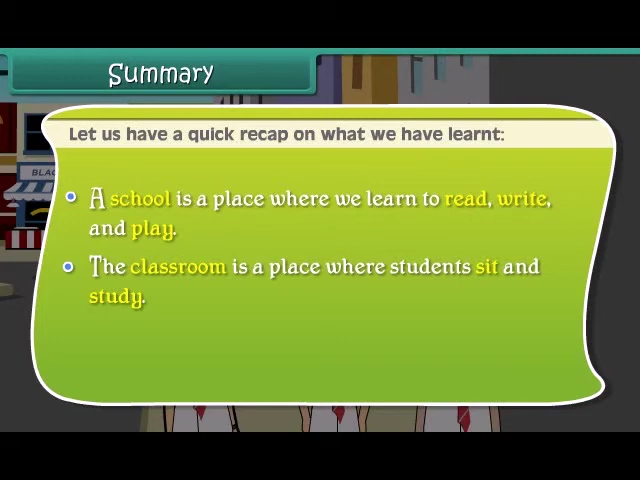 Summary
Let us have a quick recap on what we have learnt:
A school is a place where we learn to read, write,
and play.
The classroom is a place where students sit and
study.